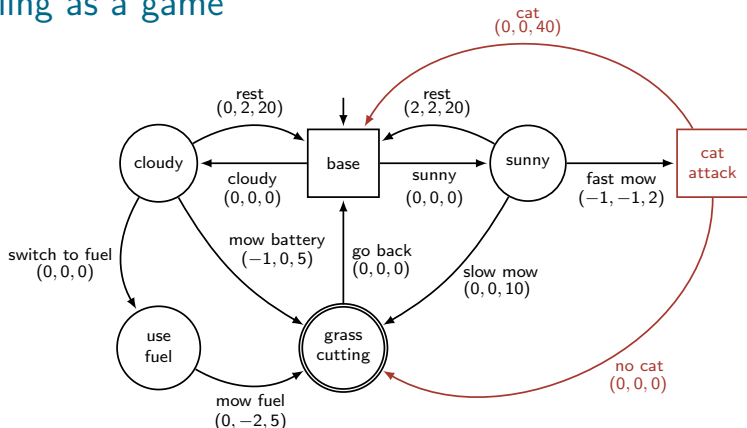 ling as a game
cat
(0, 0, 40)
rest
(0, 2, 20)
rest
(2, 2, 20)
cloudy
base
sunny
cat
attack
cloudy
(0, 0, 0)
sunny
(0, 0, 0)
fast mow
(−1, −1, 2)
switch to fuel
(0, 0, 0)
mow battery
(−1, 0, 5)
go back
(0, 0, 0)
slow mow
(0, 0, 10)
use
fuel
grass
cutting
no cat
(0, 0, 0)
mow fuel
(0, −2, 5)